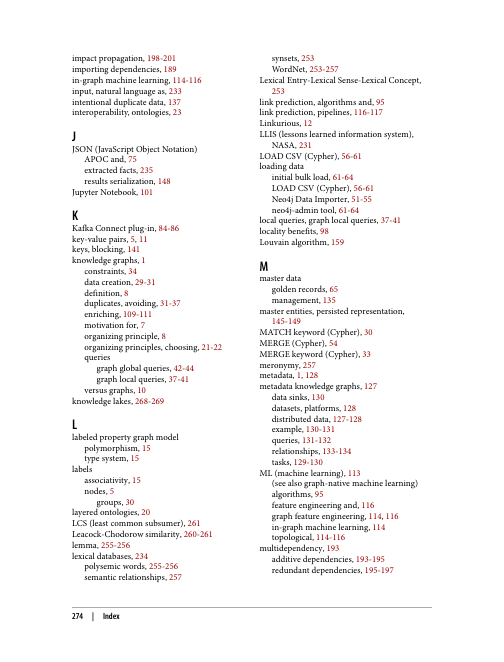 impact propagation, 198-201
importing dependencies, 189
in-graph machine learning, 114-116
input, natural language as, 233
intentional duplicate data, 137
interoperability, ontologies, 23
J
JSON (JavaScript Object Notation)
APOC and, 75
extracted facts, 235
results serialization, 148
Jupyter Notebook, 101
K
Kafka Connect plug-in, 84-86
key-value pairs, 5, 11
keys, blocking, 141
knowledge graphs, 1
constraints, 34
data creation, 29-31
definition, 8
duplicates, avoiding, 31-37
enriching, 109-111
motivation for, 7
organizing principle, 8
organizing principles, choosing, 21-22
queries
graph global queries, 42-44
graph local queries, 37-41
versus graphs, 10
knowledge lakes, 268-269
L
labeled property graph model
polymorphism, 15
type system, 15
labels
associativity, 15
nodes, 5
groups, 30
layered ontologies, 20
LCS (least common subsumer), 261
Leacock-Chodorow similarity, 260-261
lemma, 255-256
lexical databases, 234
polysemic words, 255-256
semantic relationships, 257
synsets, 253
WordNet, 253-257
Lexical Entry-Lexical Sense-Lexical Concept,
253
link prediction, algorithms and, 95
link prediction, pipelines, 116-117
Linkurious, 12
LLIS (lessons learned information system),
NASA, 231
LOAD CSV (Cypher), 56-61
loading data
initial bulk load, 61-64
LOAD CSV (Cypher), 56-61
Neo4j Data Importer, 51-55
neo4j-admin tool, 61-64
local queries, graph local queries, 37-41
locality benefits, 98
Louvain algorithm, 159
M
master data
golden records, 65
management, 135
master entities, persisted representation,
145-149
MATCH keyword (Cypher), 30
MERGE (Cypher), 54
MERGE keyword (Cypher), 33
meronymy, 257
metadata, 1, 128
metadata knowledge graphs, 127
data sinks, 130
datasets, platforms, 128
distributed data, 127-128
example, 130-131
queries, 131-132
relationships, 133-134
tasks, 129-130
ML (machine learning), 113
(see also graph-native machine learning)
algorithms, 95
feature engineering and, 116
graph feature engineering, 114, 116
in-graph machine learning, 114
topological, 114-116
multidependency, 193
additive dependencies, 193-195
redundant dependencies, 195-197
274 | Index